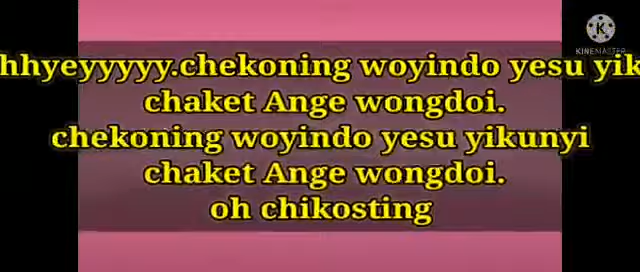 hhyeyyyyy.chekoning woyindo yesu yik
chaket Ange wongdoi.
chekoning woyindo yesu yikunyi
chaket Ange wongdoi.
oh chikosting
KINEMASTER